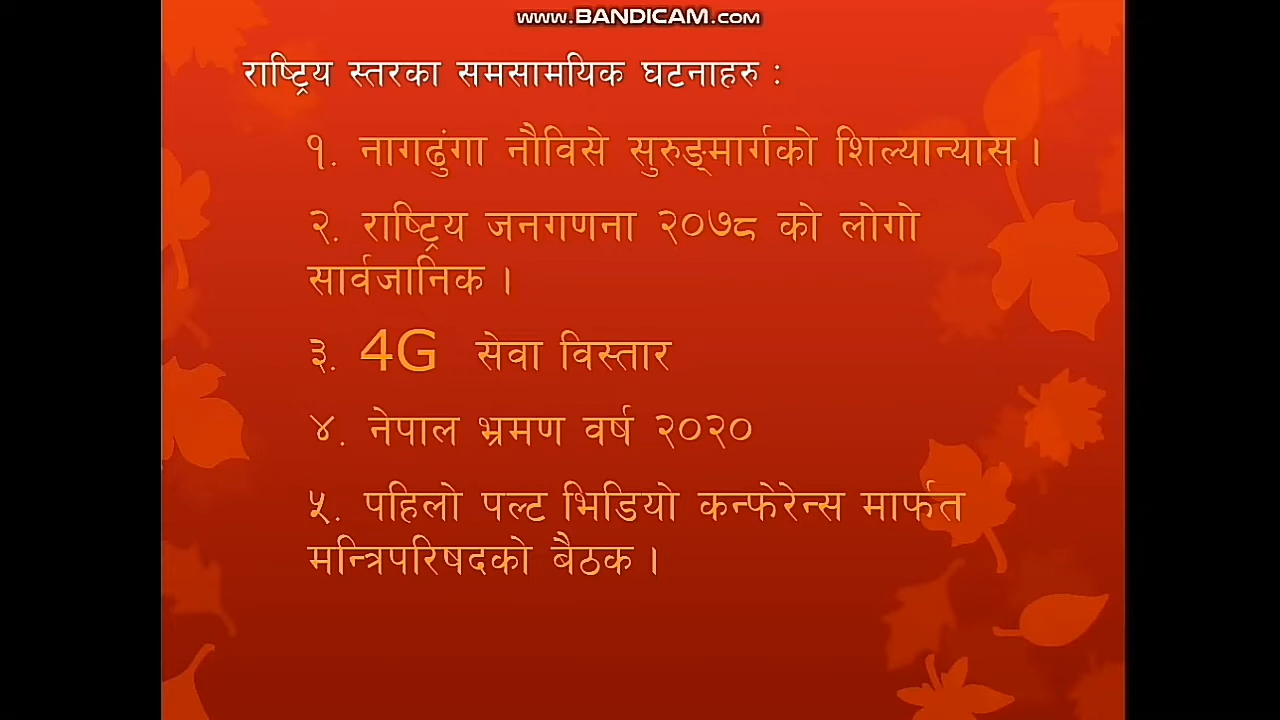 www.BANDICAM.com
राष्ट्रिय स्तरका समसामयिक घटनाहरु :
१. नागढुंगा नौविसे सुरुङ्मार्गको शिल्यान्यास ।
२. राष्ट्रिय जनगणना २०७८ को लोगो
सार्वजानिक ।
३. 4G सेवा विस्तार
४. नेपाल भ्रमण वर्ष २०२०
५. पहिलो पल्ट भिडियो कन्फेरेन्स मार्फत
मन्त्रिपरिषदको बैठक ।